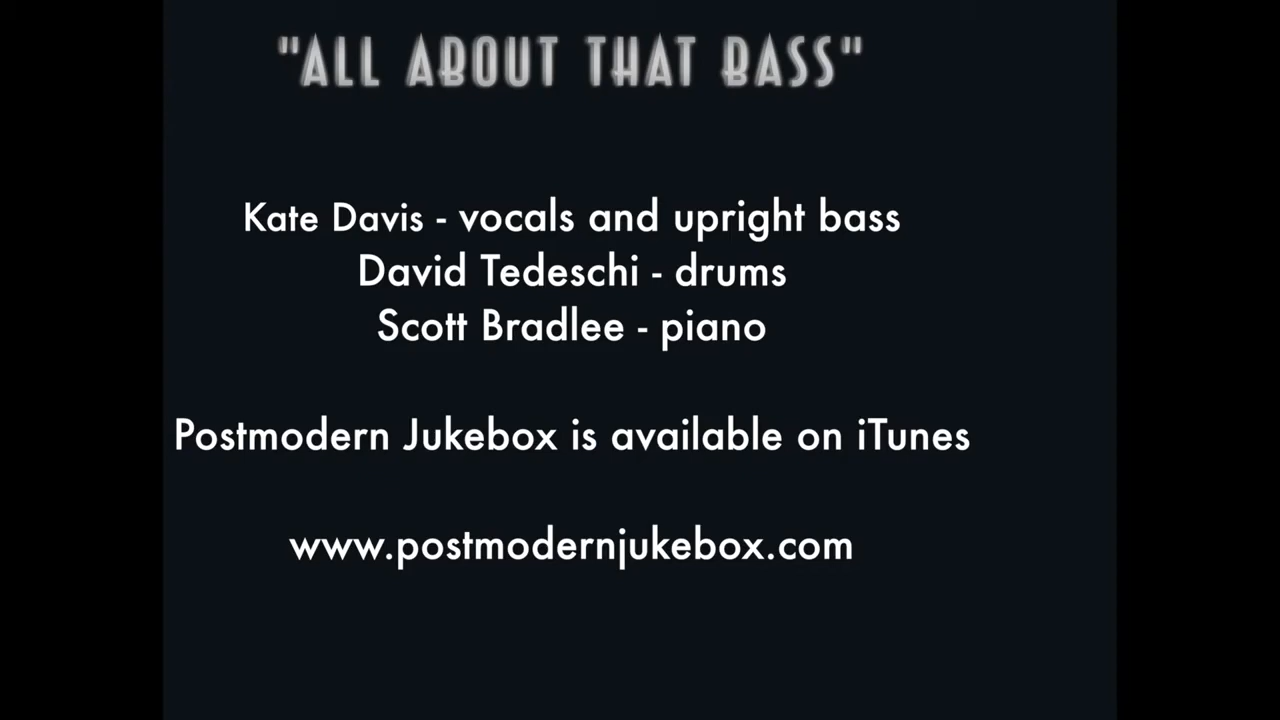 "ALL ABOUT THAT BASS"
Kate Davis - vocals and upright bass
David Tedeschi - drums
Scott Bradlee - piano
Postmodern Jukebox is available on iTunes
www.postmodernjukebox.com